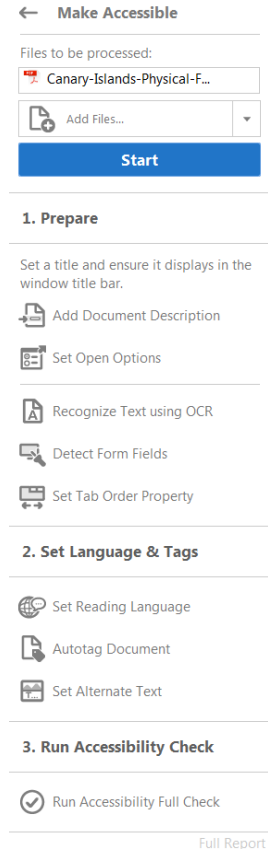 Make Accessible
Files to be processed:
Canary-Islands-Physical-F...
Add Files...
Start
1. Prepare
Set a title and ensure it displays in the
window title bar.
Add Document Description
Set Open Options
Recognize Text using OCR
Detect Form Fields
Set Tab Order Property
2. Set Language & Tags
Set Reading Language
Autotag Document
Set Alternate Text
3. Run Accessibility Check
Run Accessibility Full Check
Full Report